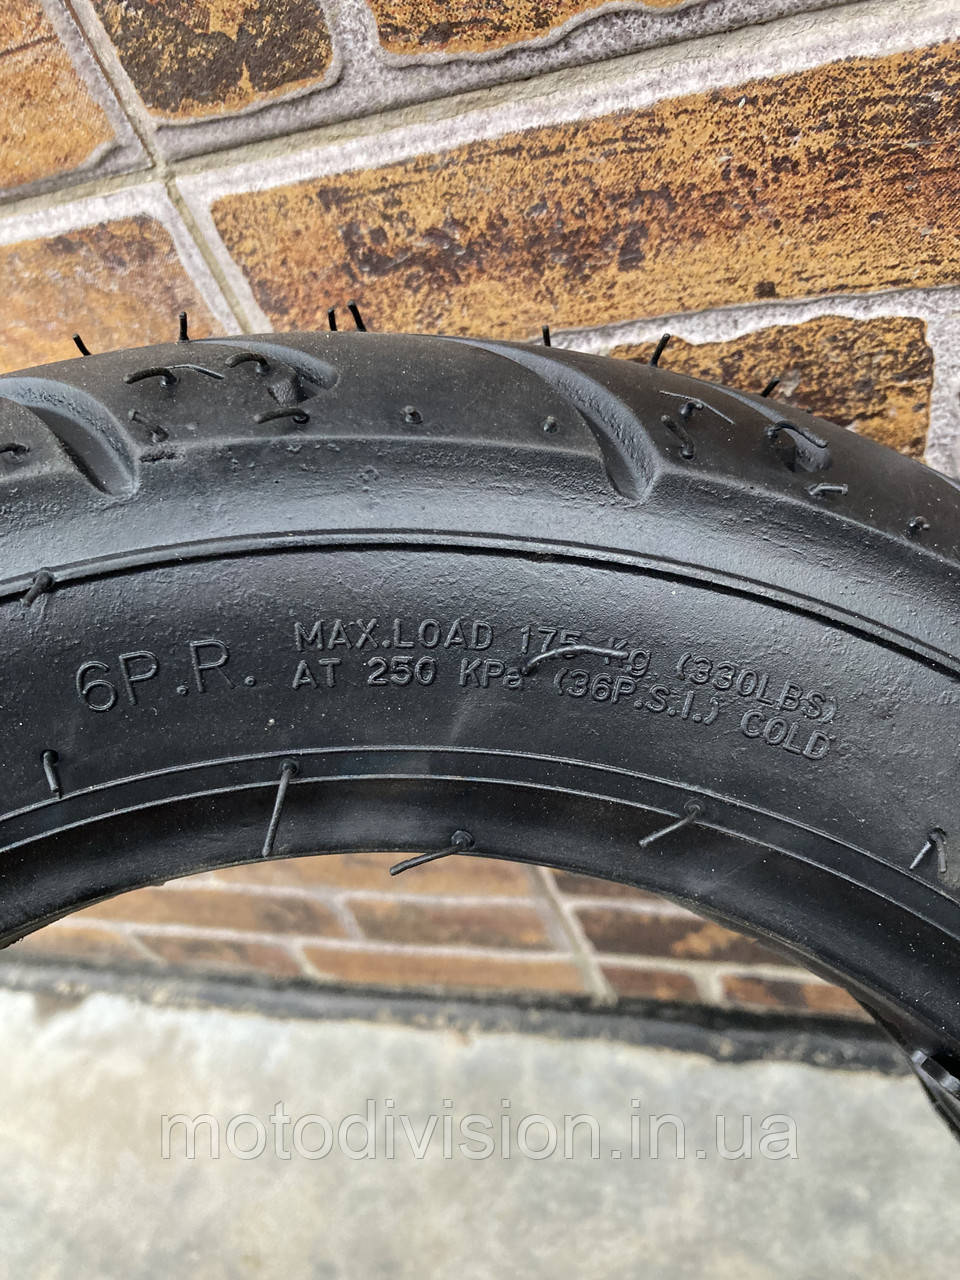 6P.R.
MAX.LOAD 175 Kg (330LBS)
AT 250 KPa (36P.S.I.) COLD
motodivision.in.ua